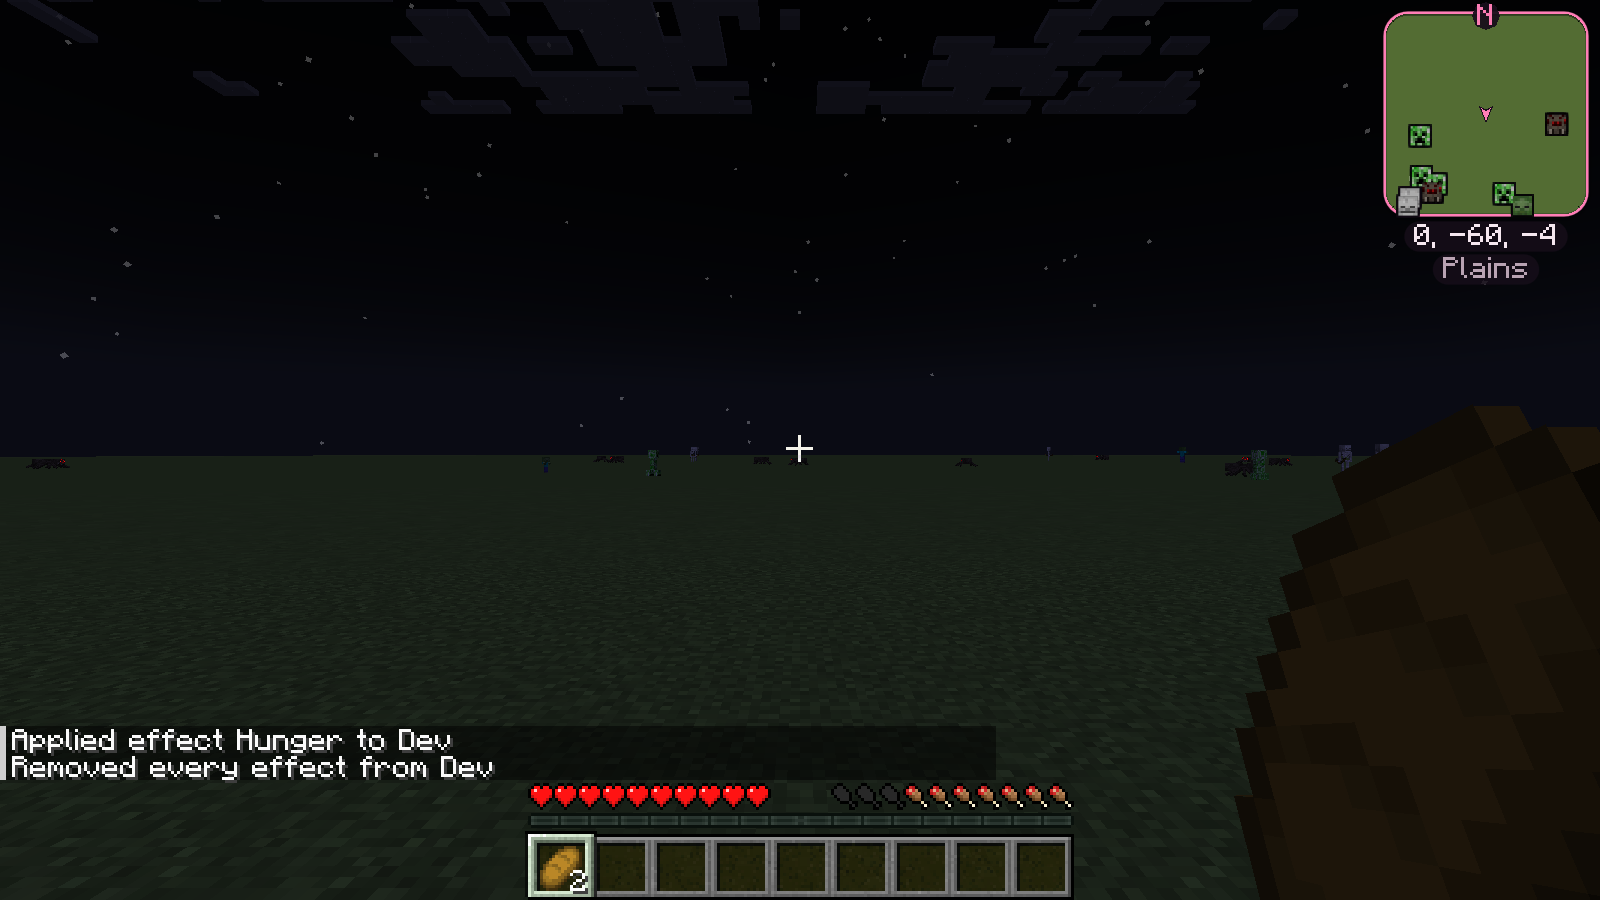 N
0, -60, -4
Plains
Applied effect Hunger to Dev
Removed every effect from Dev
2